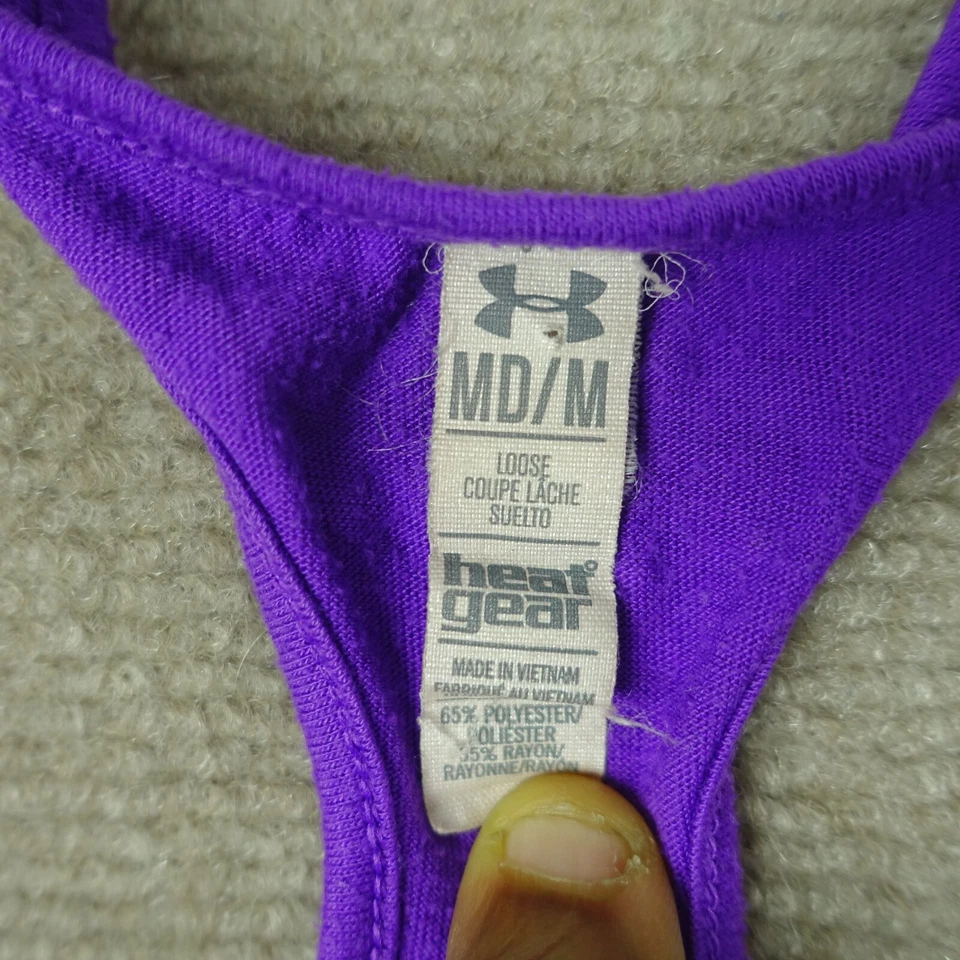 MD/M
LOOSE
COUPE LÂCHE
SUELTO
heat
gear
MADE IN VIETNAM
FABRIQUÉ AU VIETNAM
65% POLYESTER/
POLIESTER
35% RAYON/
RAYONNE/RAYÓN